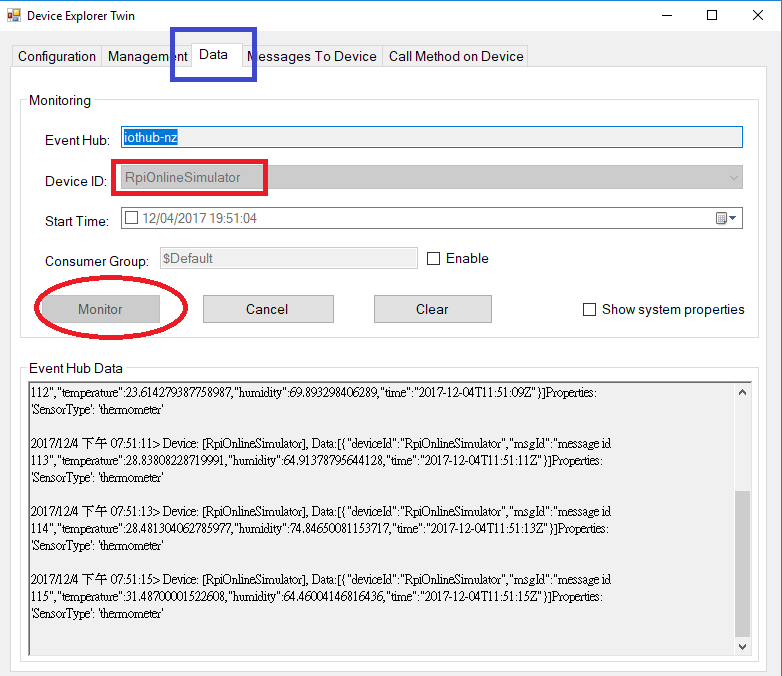 Device Explorer Twin
Configuration Management Data Messages To Device Call Method on Device
Monitoring
Event Hub: iothub-nz
Device ID: RpiOnlineSimulator
Start Time: 12/04/2017 19:51:04
Consumer Group: $Default Enable
Monitor Cancel Clear Show system properties
Event Hub Data
112","temperature":23.614279387758987,"humidity":69.893298406289,"time":"2017-12-04T11:51:09Z"}]Properties:
'SensorType': 'thermometer'
2017/12/4 下午 07:51:11> Device: [RpiOnlineSimulator], Data:[{"deviceId":"RpiOnlineSimulator","msgId":"message id
113","temperature":28.83808228719991,"humidity":64.91378795644128,"time":"2017-12-04T11:51:11Z"}]Properties:
'SensorType': 'thermometer'
2017/12/4 下午 07:51:13> Device: [RpiOnlineSimulator], Data:[{"deviceId":"RpiOnlineSimulator","msgId":"message id
114","temperature":28.481304062785977,"humidity":74.84650081153717,"time":"2017-12-04T11:51:13Z"}]Properties:
'SensorType': 'thermometer'
2017/12/4 下午 07:51:15> Device: [RpiOnlineSimulator], Data:[{"deviceId":"RpiOnlineSimulator","msgId":"message id
115","temperature":31.48700001522608,"humidity":64.46004146816436,"time":"2017-12-04T11:51:15Z"}]Properties:
'SensorType': 'thermometer'